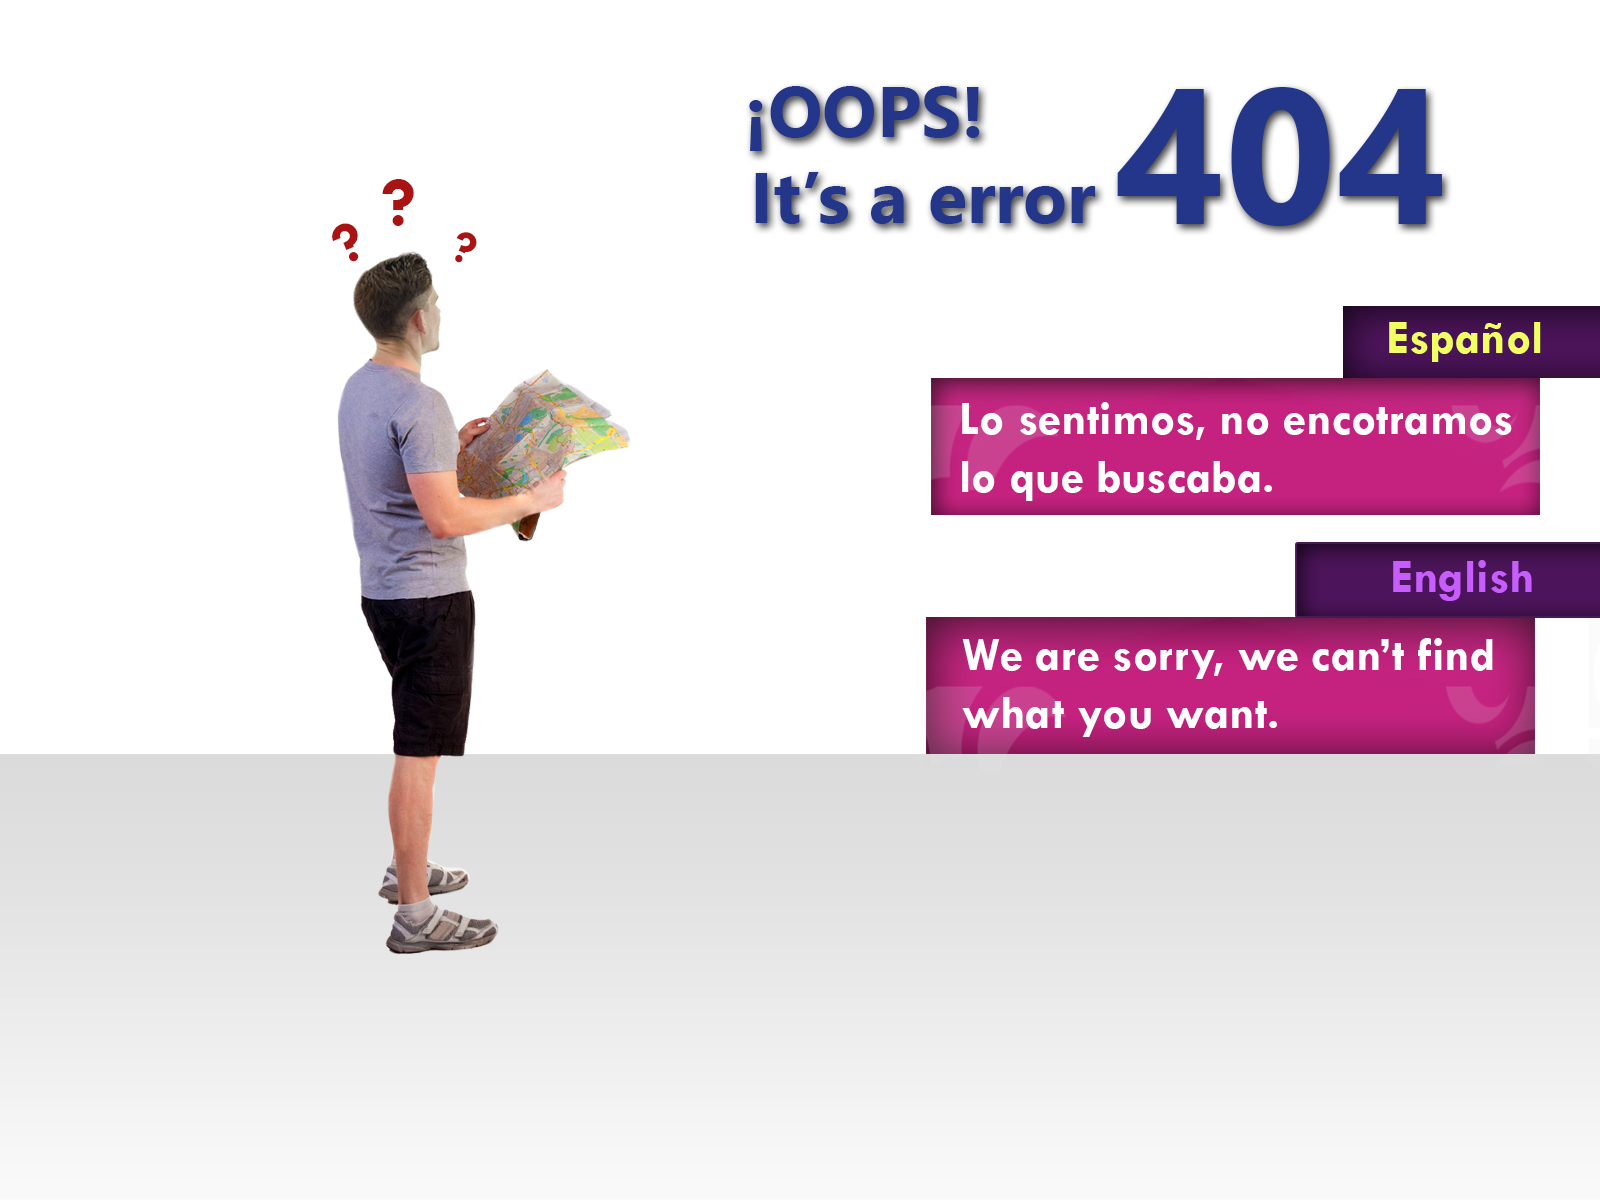 ¡OOPS!
It's a error 404
? ? ?
Español
Lo sentimos, no encotramos
lo que buscaba.
English
We are sorry, we can't find
what you want.